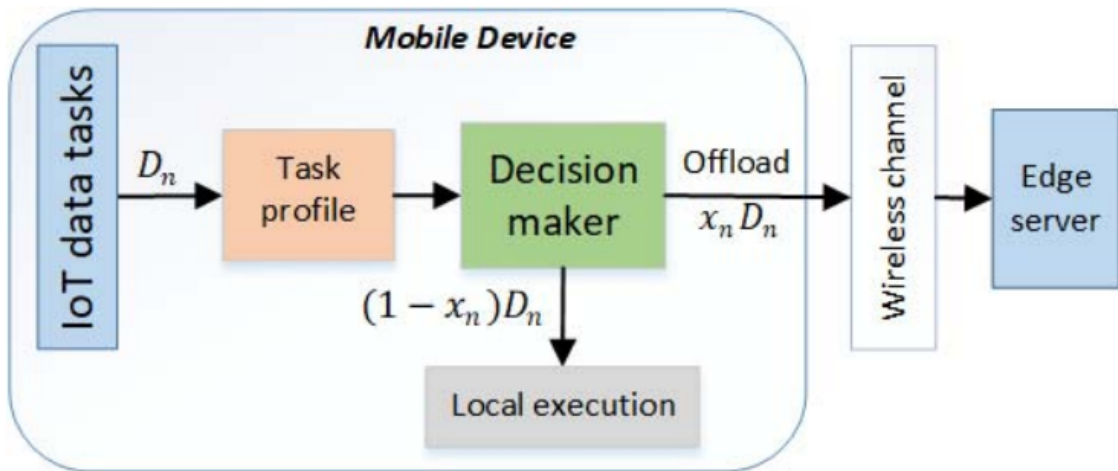 Mobile Device
IoT data tasks
$D_n$
Task
profile
Decision
maker
Offload
$x_n D_n$
$(1 - x_n)D_n$
Local execution
Wireless channel
Edge
server